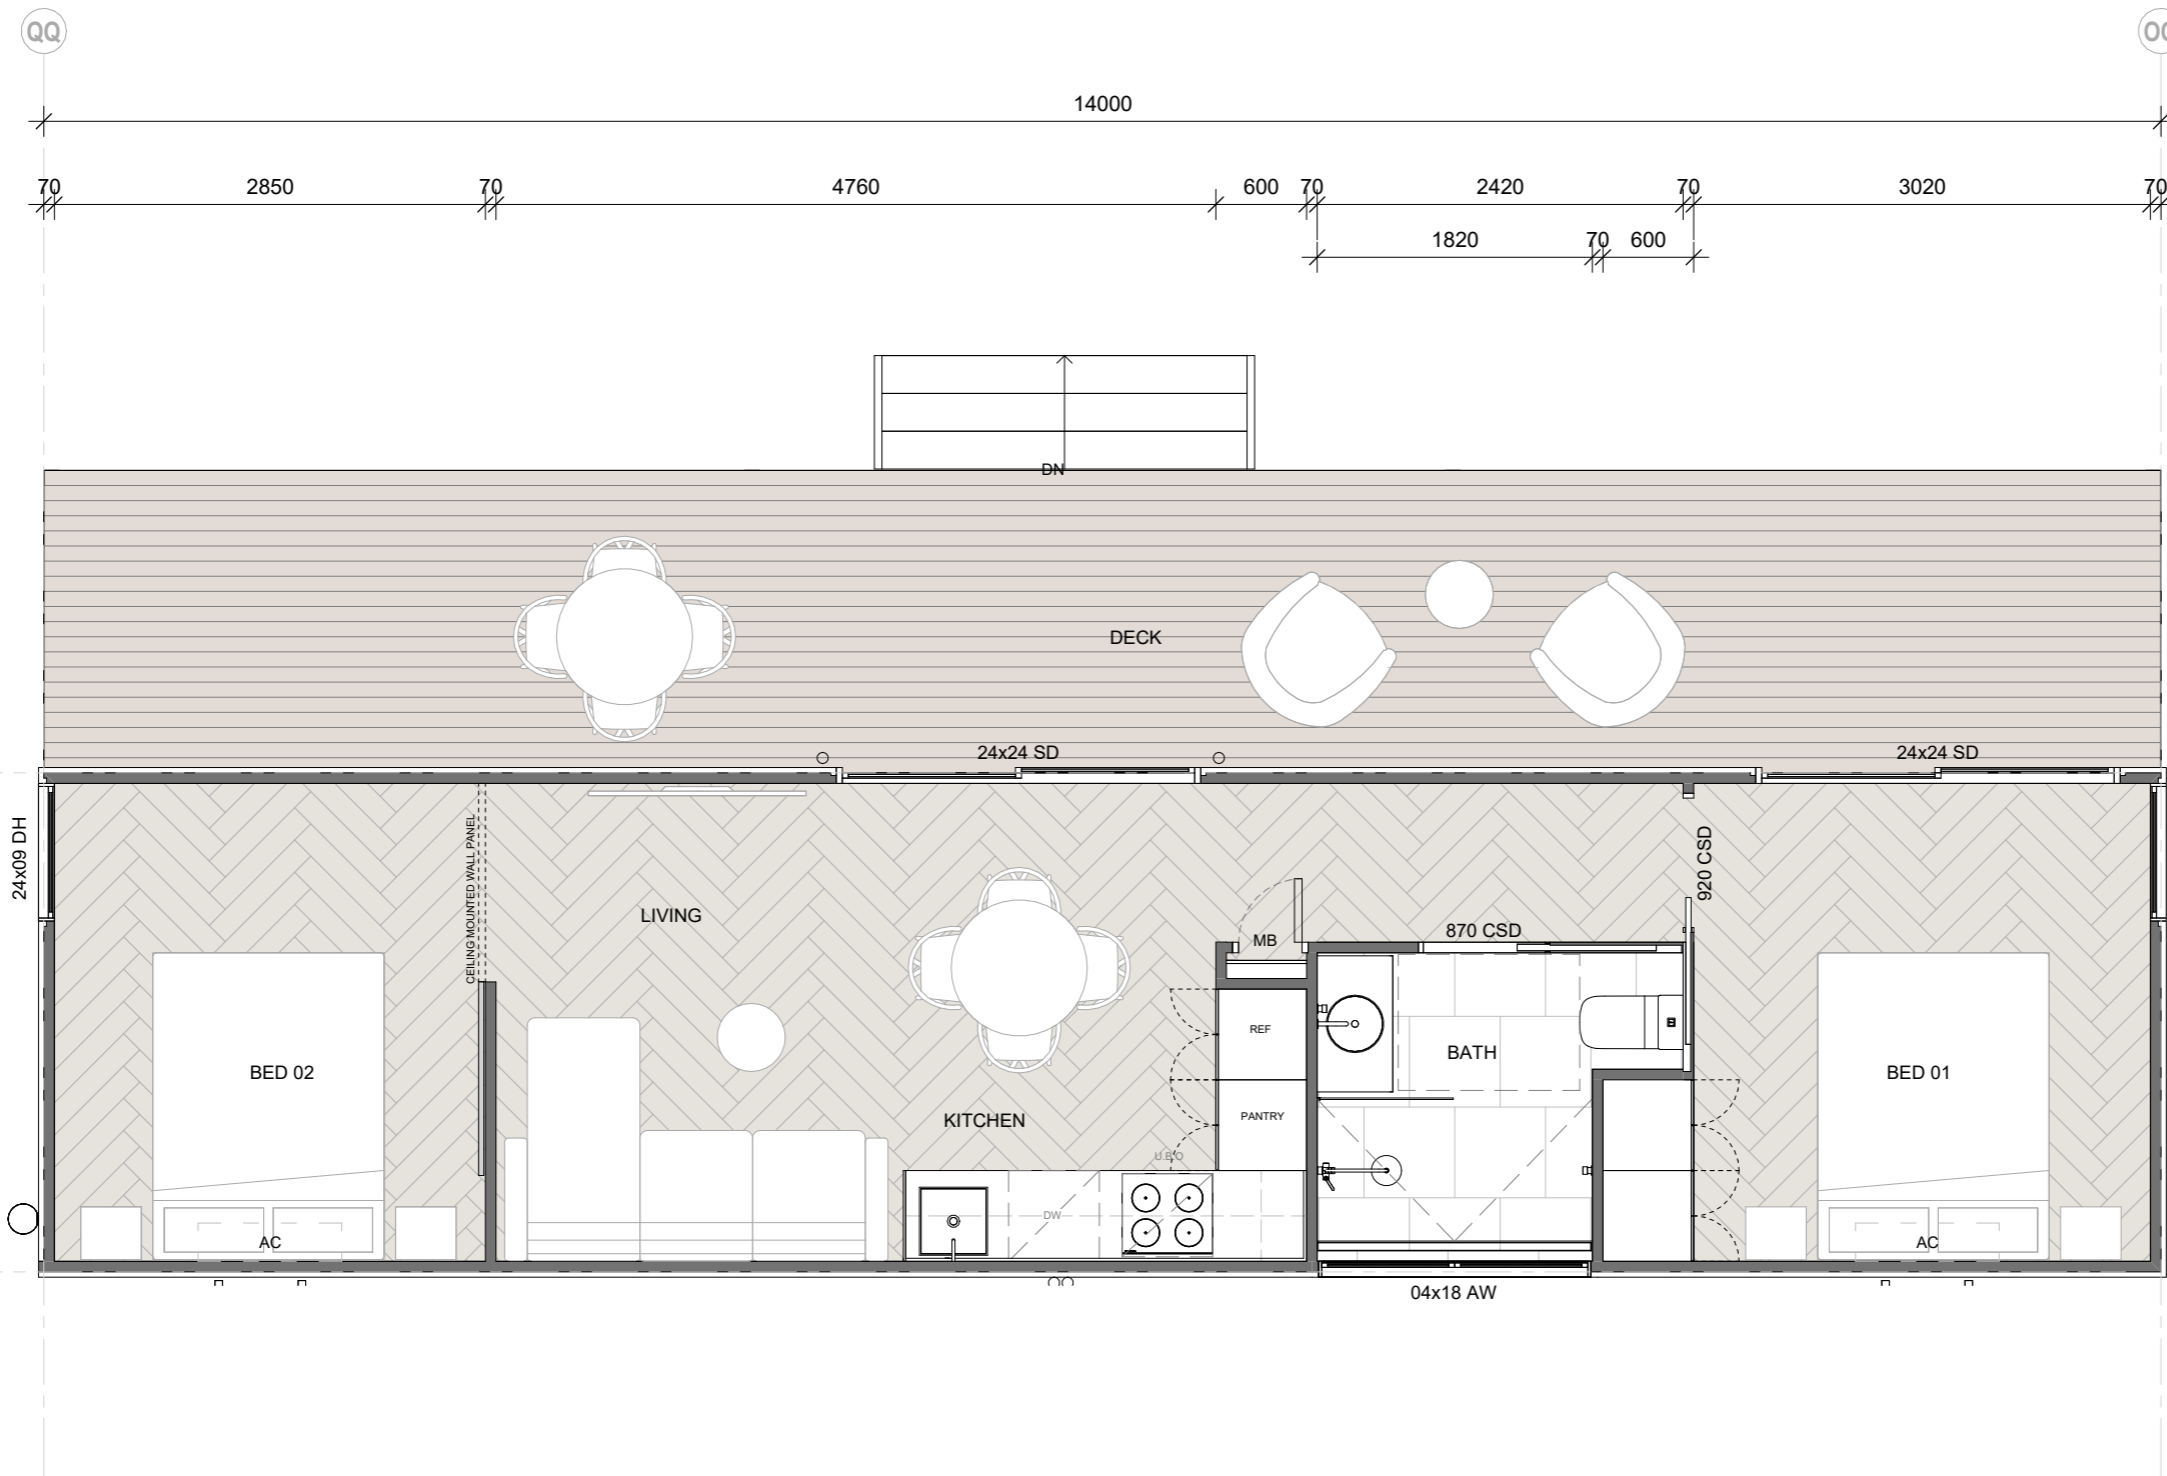 QQ
14000
70 2850 70 4760 600 70 2420 70 3020 70
1820 70 600
DN
DECK
24x24 SD
24x24 SD
24x09 DH
CEILING MOUNTED WALL PANEL
920 CSD
LIVING
870 CSD
MB
REF
BATH
BED 02
BED 01
PANTRY
KITCHEN
U.B.O
DW
AC
AC
04x18 AW